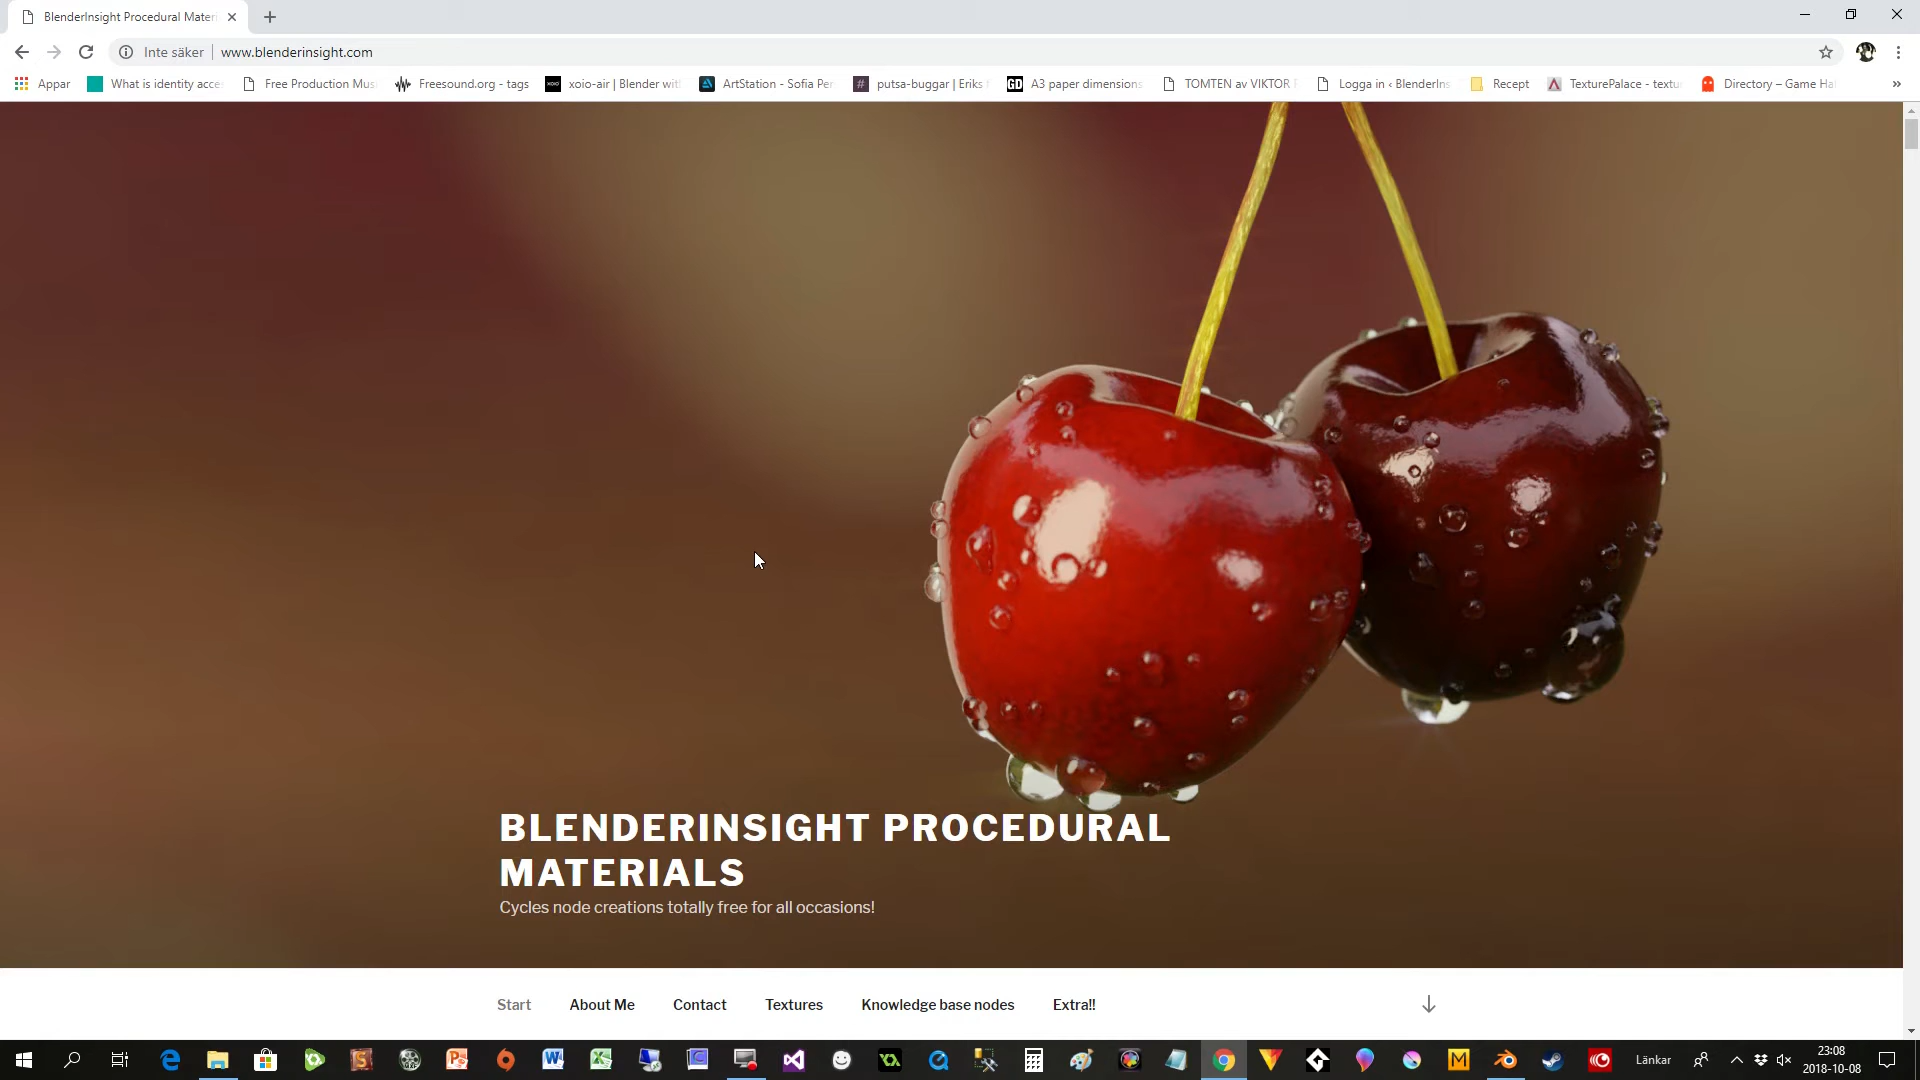 BlenderInsight Procedural Mater
Inte säker
www.blenderinsight.com
Appar
What is identity acce
Free Production Mus
Freesound.org - tags
xoio-air | Blender wit
ArtStation - Sofia Per
putsa-buggar | Eriks
GD
A3 paper dimensions
TOMTEN av VIKTOR
Logga in ‹ BlenderIns
Recept
TexturePalace - textu
Directory – Game Ha
BLENDERINSIGHT PROCEDURAL
MATERIALS
Cycles node creations totally free for all occasions!
Start
About Me
Contact
Textures
Knowledge base nodes
Extra!!
Länkar
23:08
2018-10-08